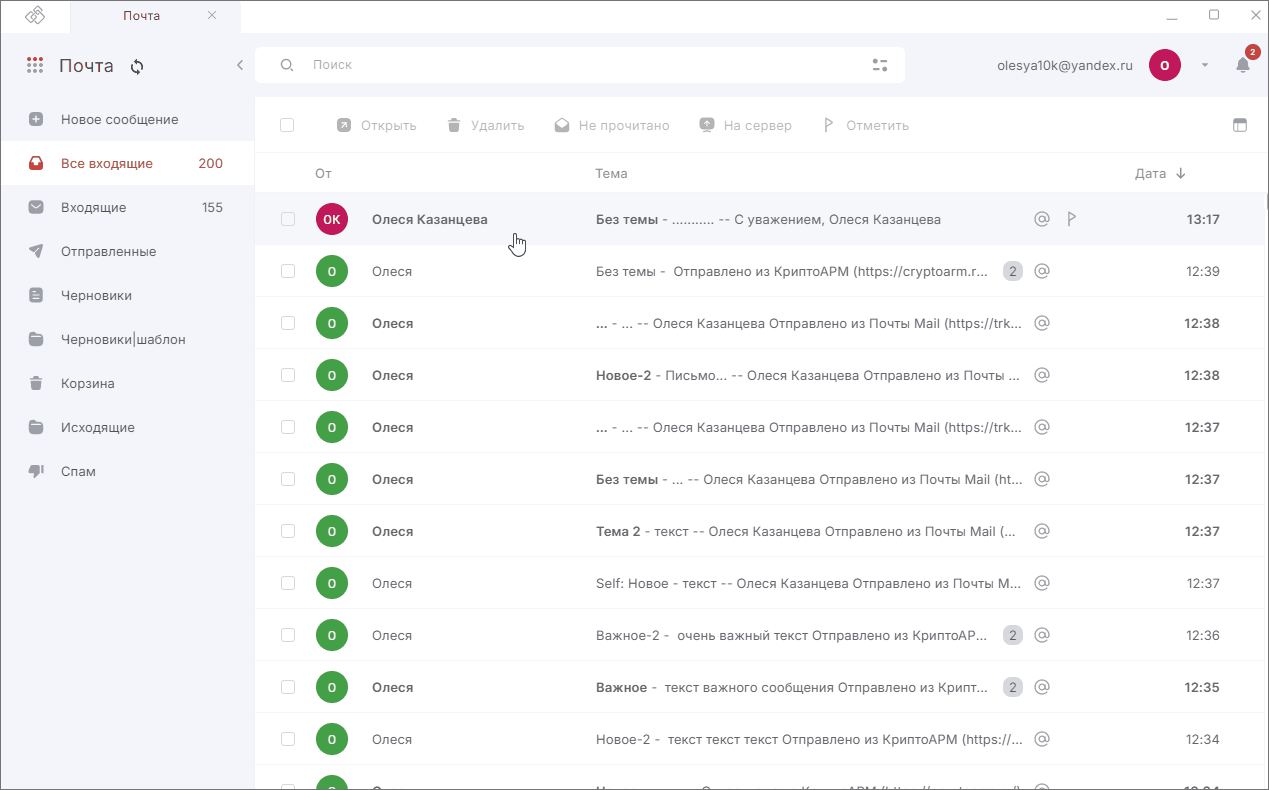 Почта
Почта
Поиск
olesya10k@yandex.ru
O
2
Новое сообщение
Все входящие 200
Входящие 155
Отправленные
Черновики
Черновики|шаблон
Корзина
Исходящие
Спам
Открыть Удалить Не прочитано На сервер Отметить
От Тема Дата
ОК Олеся Казанцева Без темы - ........... -- С уважением, Олеся Казанцева 13:17
О Олеся Без темы - Отправлено из КриптоАРМ (https://cryptoarm.r... 2 12:39
О Олеся ... - ... -- Олеся Казанцева Отправлено из Почты Mail (https://trk... 12:38
О Олеся Новое-2 - Письмо... -- Олеся Казанцева Отправлено из Почты ... 12:38
О Олеся ... - ... -- Олеся Казанцева Отправлено из Почты Mail (https://trk... 12:37
О Олеся Без темы - ... -- Олеся Казанцева Отправлено из Почты Mail (ht... 12:37
О Олеся Тема 2 - текст -- Олеся Казанцева Отправлено из Почты Mail (... 12:37
О Олеся Self: Новое - текст -- Олеся Казанцева Отправлено из Почты M... 12:37
О Олеся Важное-2 - очень важный текст Отправлено из КриптоАР... 2 12:36
О Олеся Важное - текст важного сообщения Отправлено из Крипт... 2 12:35
О Олеся Новое-2 - текст текст текст Отправлено из КриптоАРМ (https://... 12:34